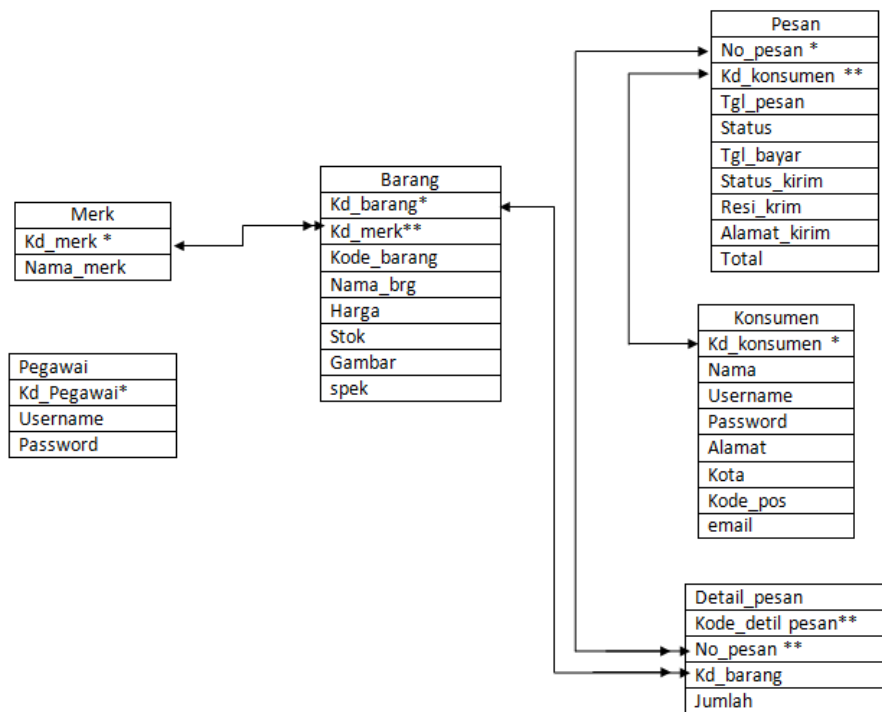 Merk
Kd_merk *
Nama_merk
Pegawai
Kd_Pegawai*
Username
Password
Barang
Kd_barang*
Kd_merk**
Kode_barang
Nama_brg
Harga
Stok
Gambar
spek
Pesan
No_pesan *
Kd_konsumen **
Tgl_pesan
Status
Tgl_bayar
Status_kirim
Resi_krim
Alamat_kirim
Total
Konsumen
Kd_konsumen *
Nama
Username
Password
Alamat
Kota
Kode_pos
email
Detail_pesan
Kode_detil pesan**
No_pesan **
Kd_barang
Jumlah